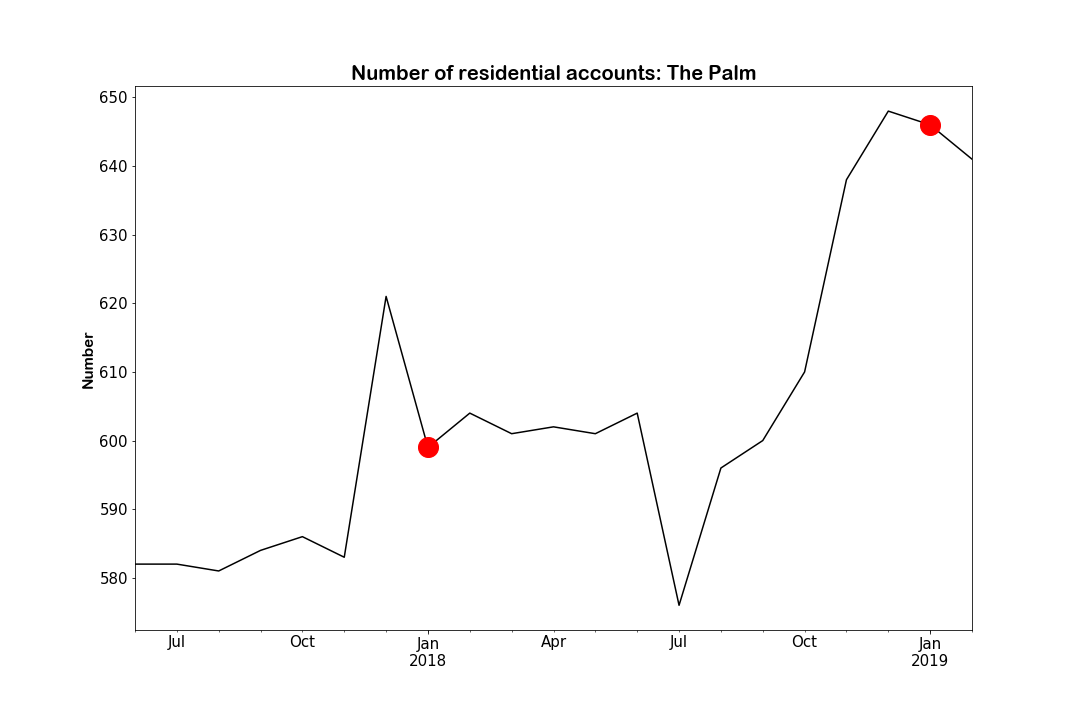 Number of residential accounts: The Palm
650
640
630
620
610
600
590
580
Number
Jul
Oct
Jan
2018
Apr
Jul
Oct
Jan
2019